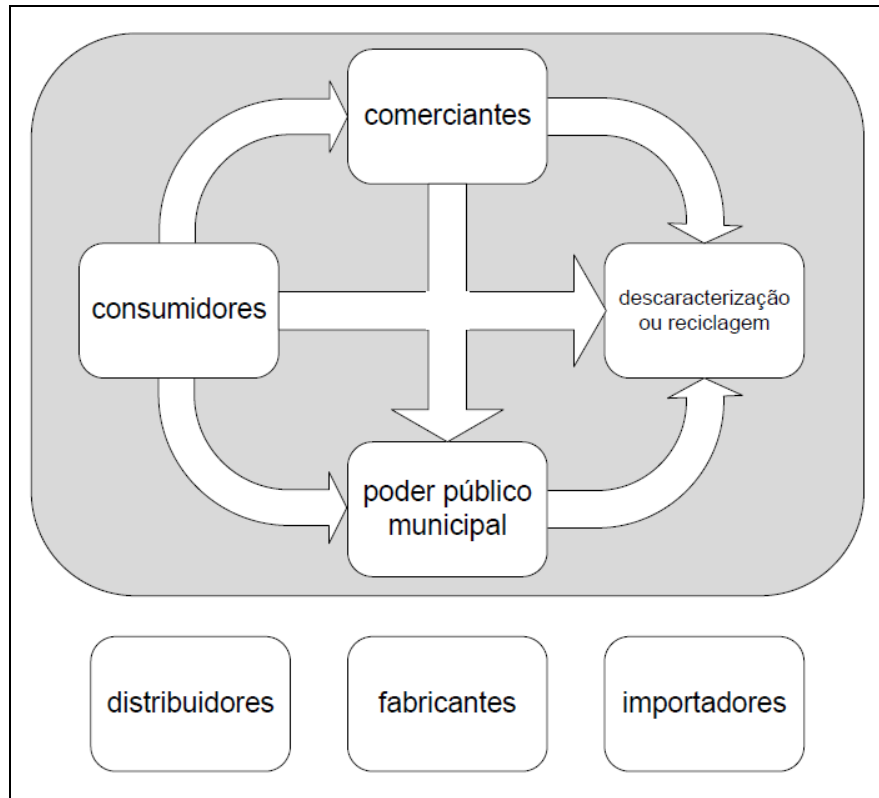 comerciantes
consumidores
descaracterização
ou reciclagem
poder público
municipal
distribuidores
fabricantes
importadores